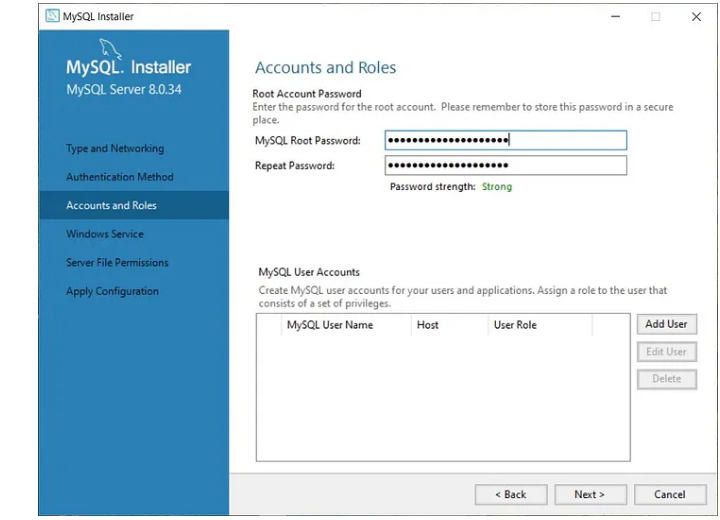 MySQL Installer
MySQL. Installer
MySQL Server 8.0.34
Type and Networking
Authentication Method
Accounts and Roles
Windows Service
Server File Permissions
Apply Configuration
Accounts and Roles
Root Account Password
Enter the password for the root account. Please remember to store this password in a secure
place.
MySQL Root Password: ●●●●●●●●●●●●●●●●●●●●
Repeat Password: ●●●●●●●●●●●●●●●●●●●●
Password strength: Strong
MySQL User Accounts
Create MySQL user accounts for your users and applications. Assign a role to the user that
consists of a set of privileges.
MySQL User Name Host User Role
Add User
Edit User
Delete
< Back Next > Cancel